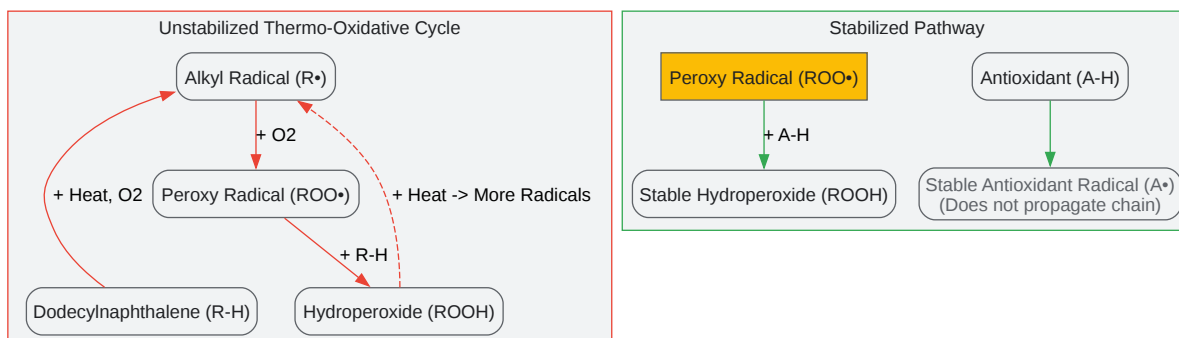 Unstabilized Thermo-Oxidative Cycle
Alkyl Radical (R•)
+ O2
+ Heat, O2
Peroxy Radical (ROO•)
+ Heat -> More Radicals
+ R-H
Dodecylnaphthalene (R-H)
Hydroperoxide (ROOH)
Stabilized Pathway
Peroxy Radical (ROO•)
Antioxidant (A-H)
+ A-H
Stable Hydroperoxide (ROOH)
Stable Antioxidant Radical (A•)
(Does not propagate chain)